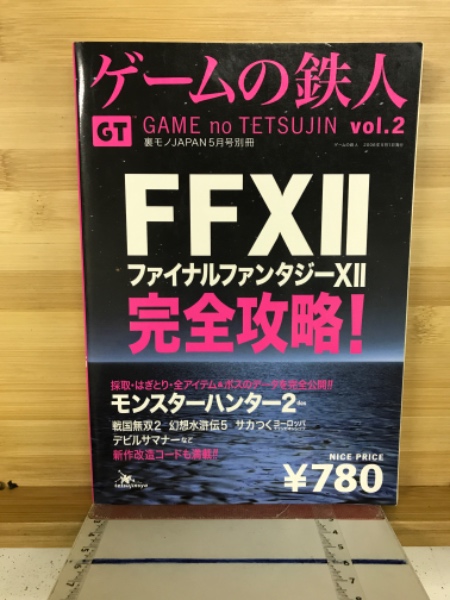 ゲームの鉄人
GT GAME no TETSUJIN vol.2
裏モノJAPAN5月号別冊
FFXII
ファイナルファンタジーXII
完全攻略!
採取・はぎとり・全アイテム&ボスのデータを完全公開!!
モンスターハンター2dos
戦国無双2 幻想水滸伝5 サカつくヨーロッパ
デビルサマナーなど
新作改造コードも満載!!
NICE PRICE
¥780
tetsujinsya